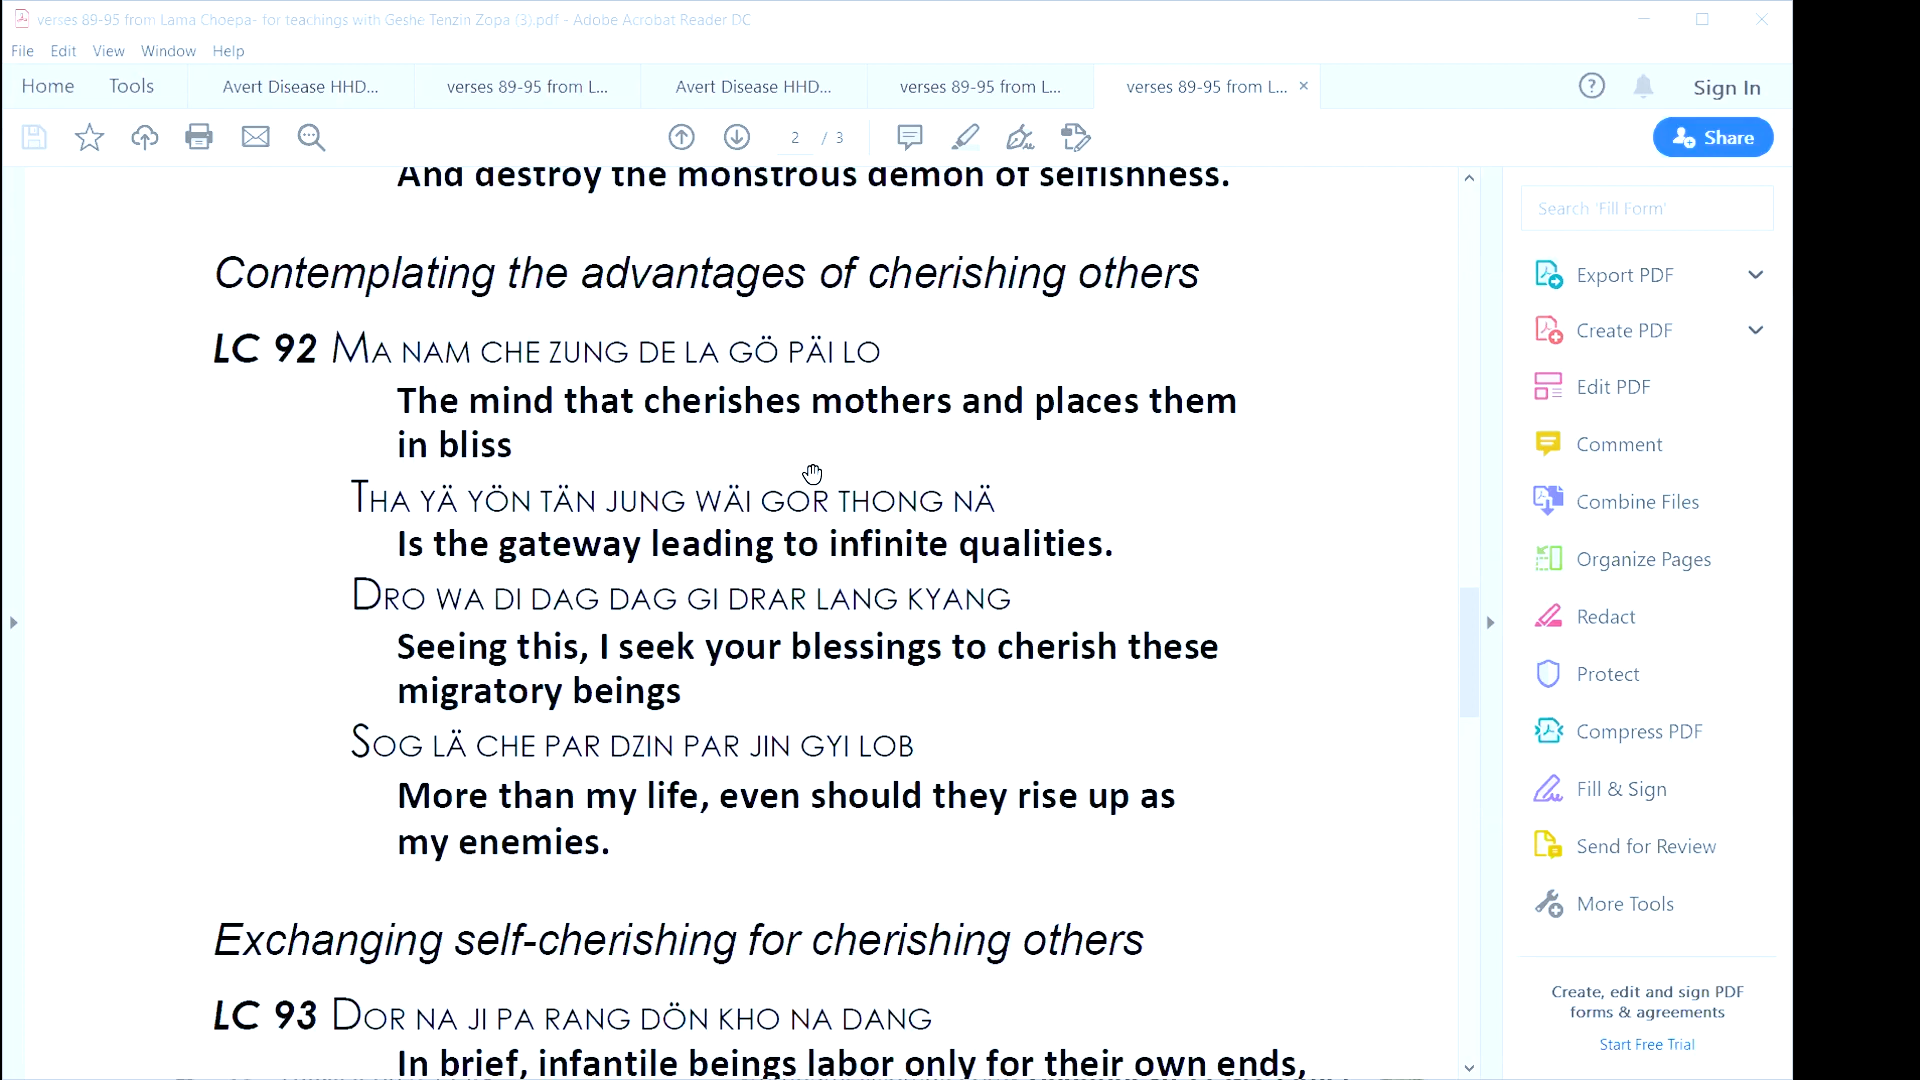 verses 89-95 from Lama Choepa- for teachings with Geshe Tenzin Zopa (3).pdf - Adobe Acrobat Reader DC
File Edit View Window Help
Home Tools Avert Disease HHD... verses 89-95 from L... Avert Disease HHD... verses 89-95 from L... verses 89-95 from L... × Sign In
2 / 3 Share
And destroy the monstrous demon of selfishness.
Contemplating the advantages of cherishing others
LC 92 MA NAM CHE ZUNG DE LA GÖ PÄI LO
The mind that cherishes mothers and places them
in bliss
THA YÄ YÖN TÄN JUNG WÄI GOR THONG NÄ
Is the gateway leading to infinite qualities.
DRO WA DI DAG DAG GI DRAR LANG KYANG
Seeing this, I seek your blessings to cherish these
migratory beings
SOG LÄ CHE PAR DZIN PAR JIN GYI LOB
More than my life, even should they rise up as
my enemies.
Exchanging self-cherishing for cherishing others
LC 93 DOR NA JI PA RANG DÖN KHO NA DANG
In brief, infantile beings labor only for their own ends,
Search 'Fill Form'
Export PDF
Create PDF
Edit PDF
Comment
Combine Files
Organize Pages
Redact
Protect
Compress PDF
Fill & Sign
Send for Review
More Tools
Create, edit and sign PDF
forms & agreements
Start Free Trial